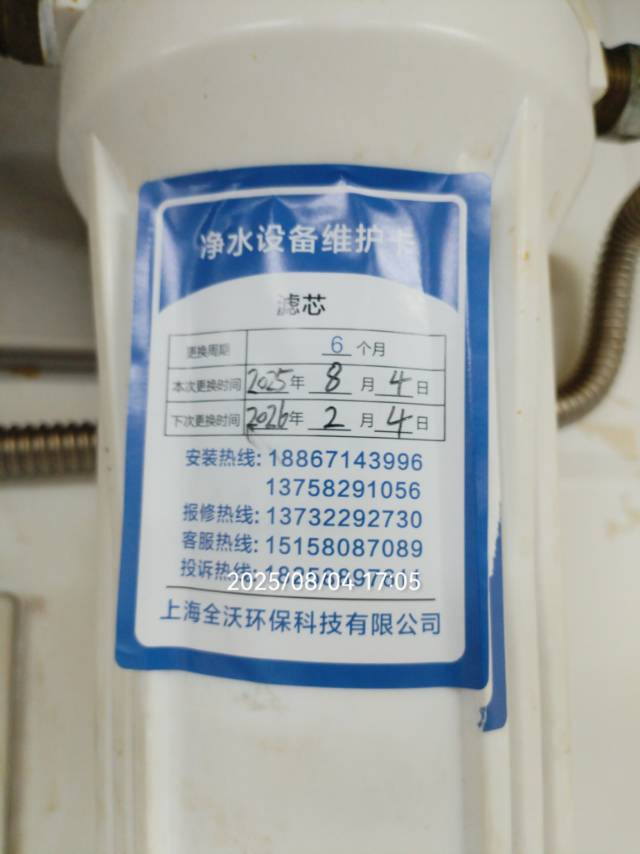 净水设备维护卡
滤芯
更换周期 6 个月
本次更换时间 2025年 8 月 4 日
下次更换时间 2026年 2 月 4 日
安装热线: 18867143996
13758291056
报修热线: 13732292730
客服热线: 15158087089
投诉热线:
2025/08/04 17:05
上海全沃环保科技有限公司